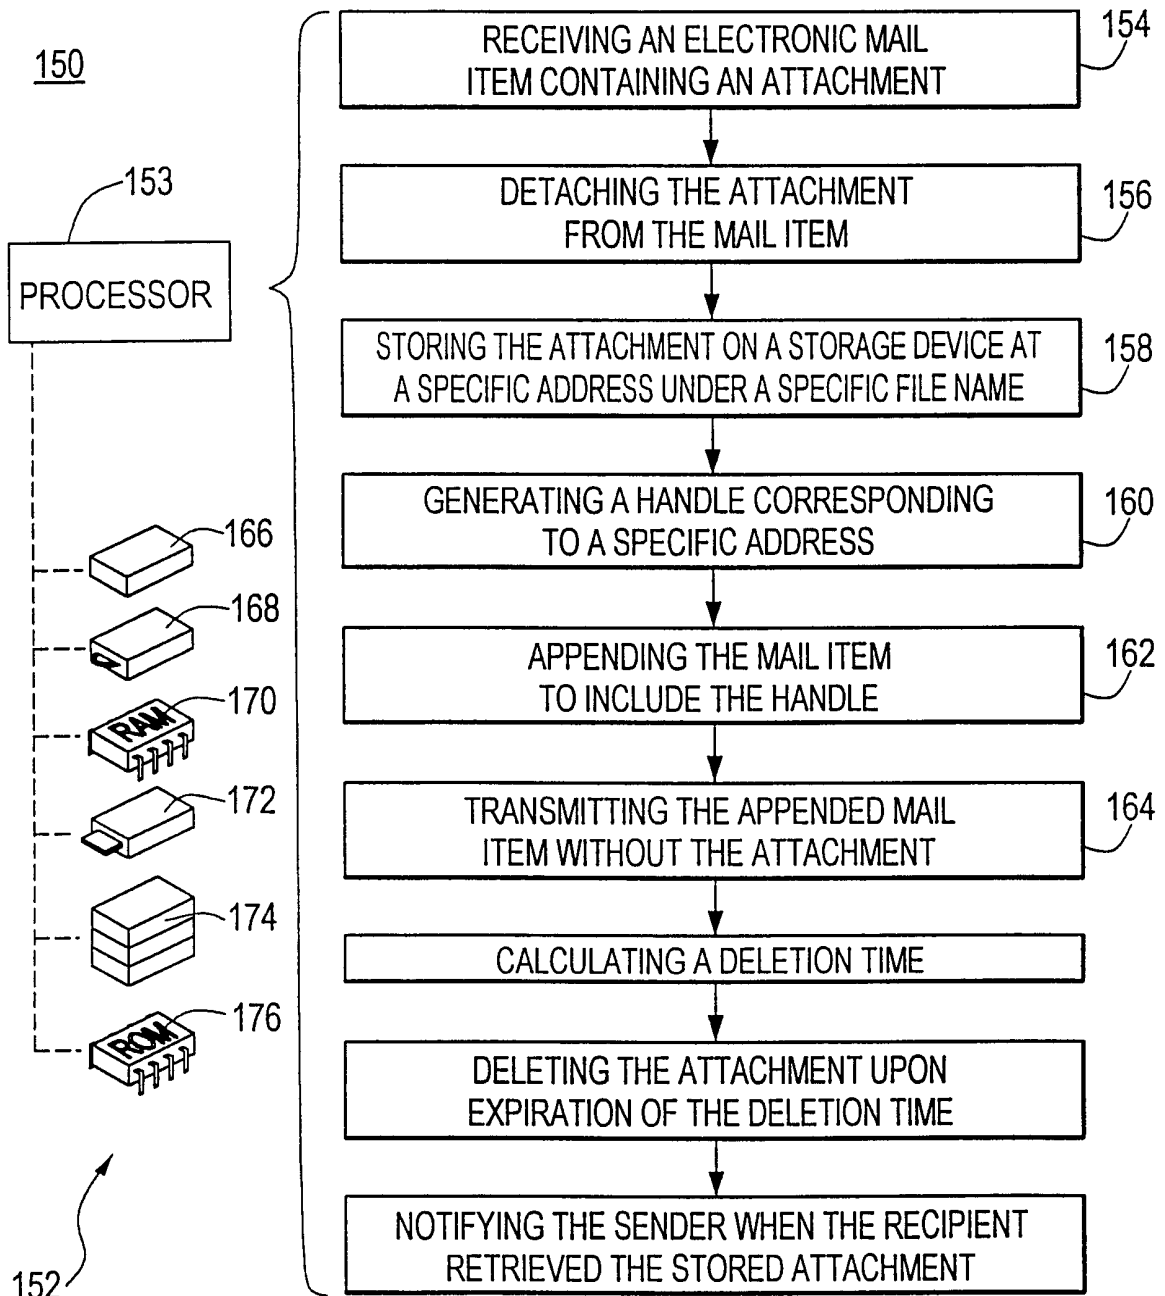 150
153
PROCESSOR
166
168
RAM
170
172
174
ROM
176
152
RECEIVING AN ELECTRONIC MAIL
ITEM CONTAINING AN ATTACHMENT
154
DETACHING THE ATTACHMENT
FROM THE MAIL ITEM
156
STORING THE ATTACHMENT ON A STORAGE DEVICE AT
A SPECIFIC ADDRESS UNDER A SPECIFIC FILE NAME
158
GENERATING A HANDLE CORRESPONDING
TO A SPECIFIC ADDRESS
160
APPENDING THE MAIL ITEM
TO INCLUDE THE HANDLE
162
TRANSMITTING THE APPENDED MAIL
ITEM WITHOUT THE ATTACHMENT
164
CALCULATING A DELETION TIME
DELETING THE ATTACHMENT UPON
EXPIRATION OF THE DELETION TIME
NOTIFYING THE SENDER WHEN THE RECIPIENT
RETRIEVED THE STORED ATTACHMENT